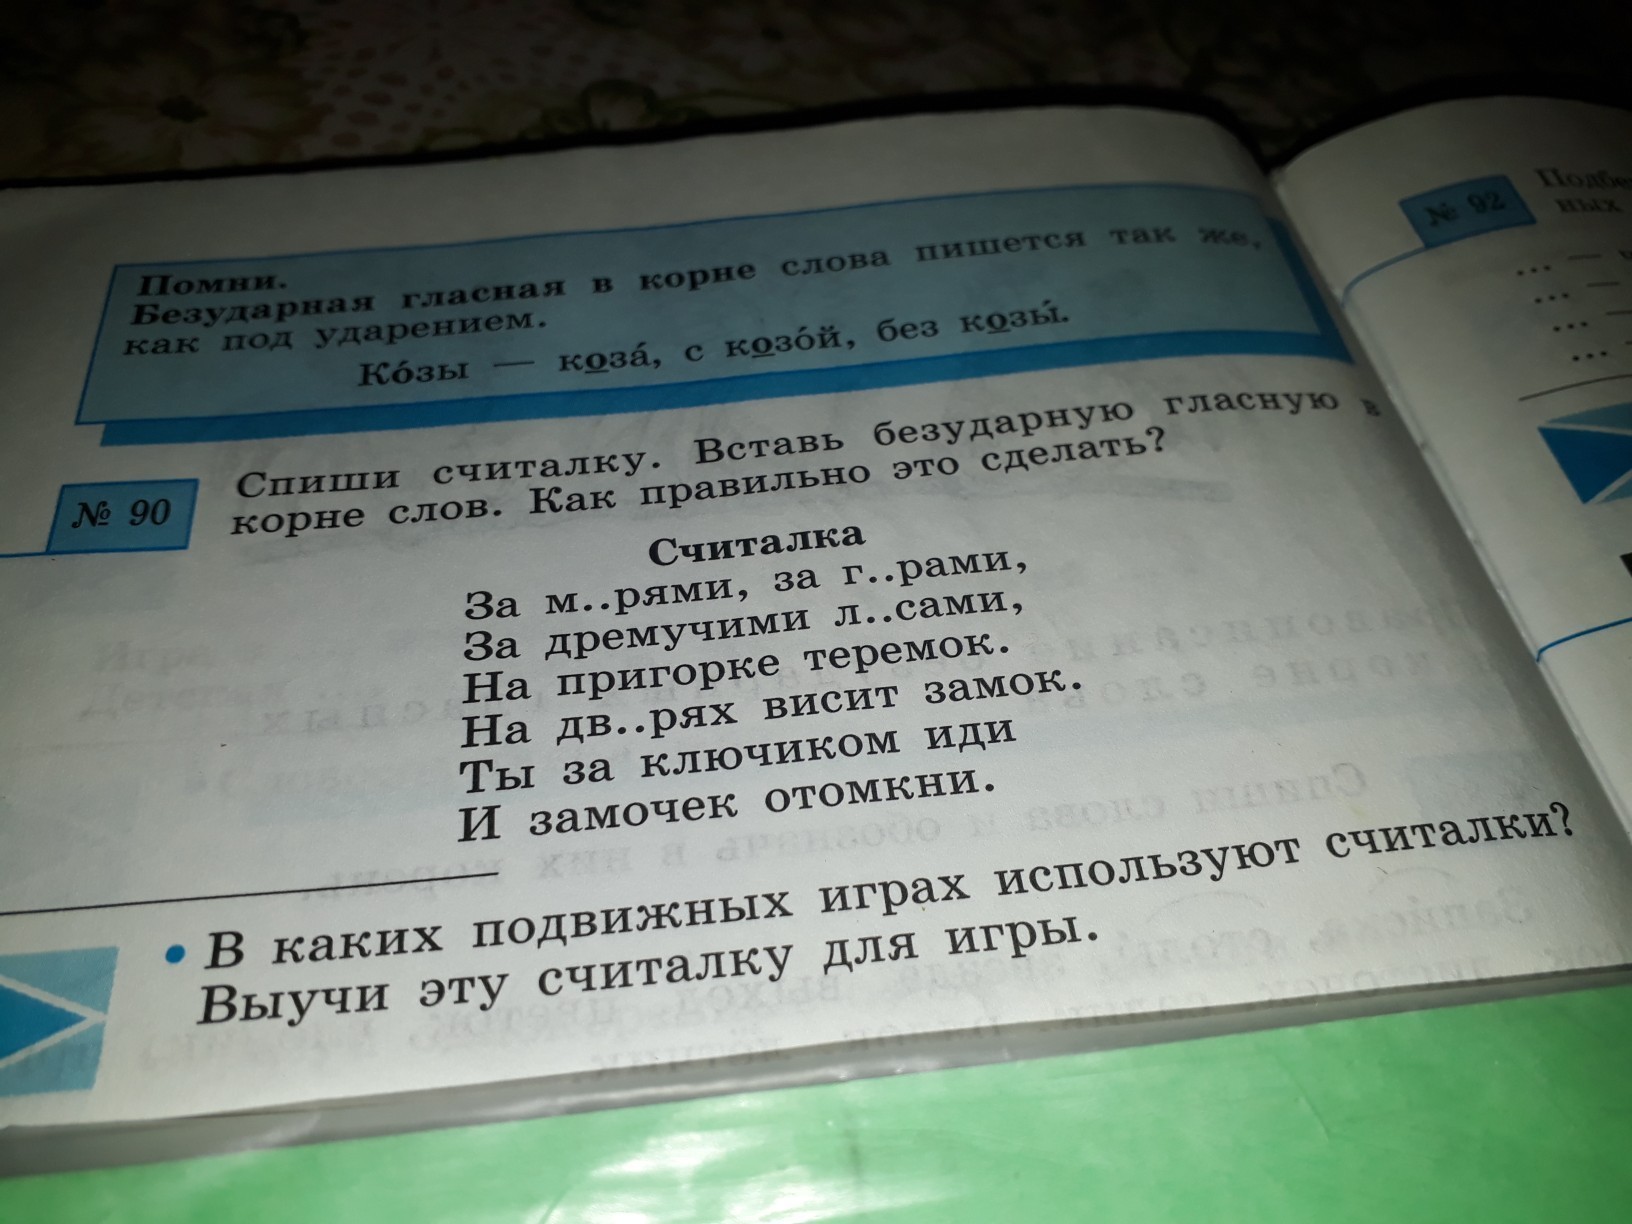 Помни.
Безударная гласная в корне слова пишется так же,
как под ударением.
Ко́зы — коза́, с козо́й, без козы́.
№ 90
Спиши считалку. Вставь безударную гласную в
корне слов. Как правильно это сделать?
Считалка
За м..рями, за г..рами,
За дремучими л..сами,
На пригорке теремок.
На дв..рях висит замок.
Ты за ключиком иди
И замочек отомкни.
• В каких подвижных играх используют считалки?
Выучи эту считалку для игры.
№ 92
ных
... —
... —
... —
...